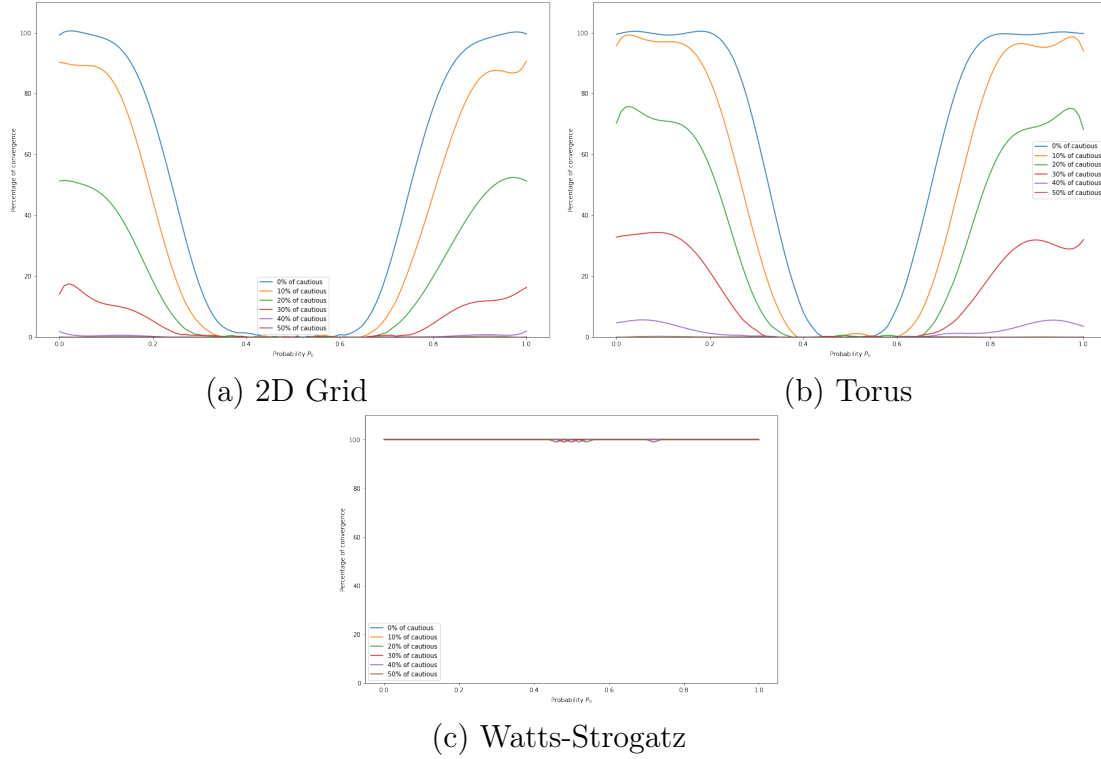 100
80
60
40
20
0
Percentage of convergence
0% of cautious
10% of cautious
20% of cautious
30% of cautious
40% of cautious
50% of cautious
0.0 0.2 0.4 0.6 0.8 1.0
Probability P₀
(a) 2D Grid
100
80
60
40
20
0
Percentage of convergence
0% of cautious
10% of cautious
20% of cautious
30% of cautious
40% of cautious
50% of cautious
0.0 0.2 0.4 0.6 0.8 1.0
Probability P₀
(b) Torus
100
80
60
40
20
0
Percentage of convergence
0% of cautious
10% of cautious
20% of cautious
30% of cautious
40% of cautious
50% of cautious
0.0 0.2 0.4 0.6 0.8 1.0
Probability P₀
(c) Watts-Strogatz